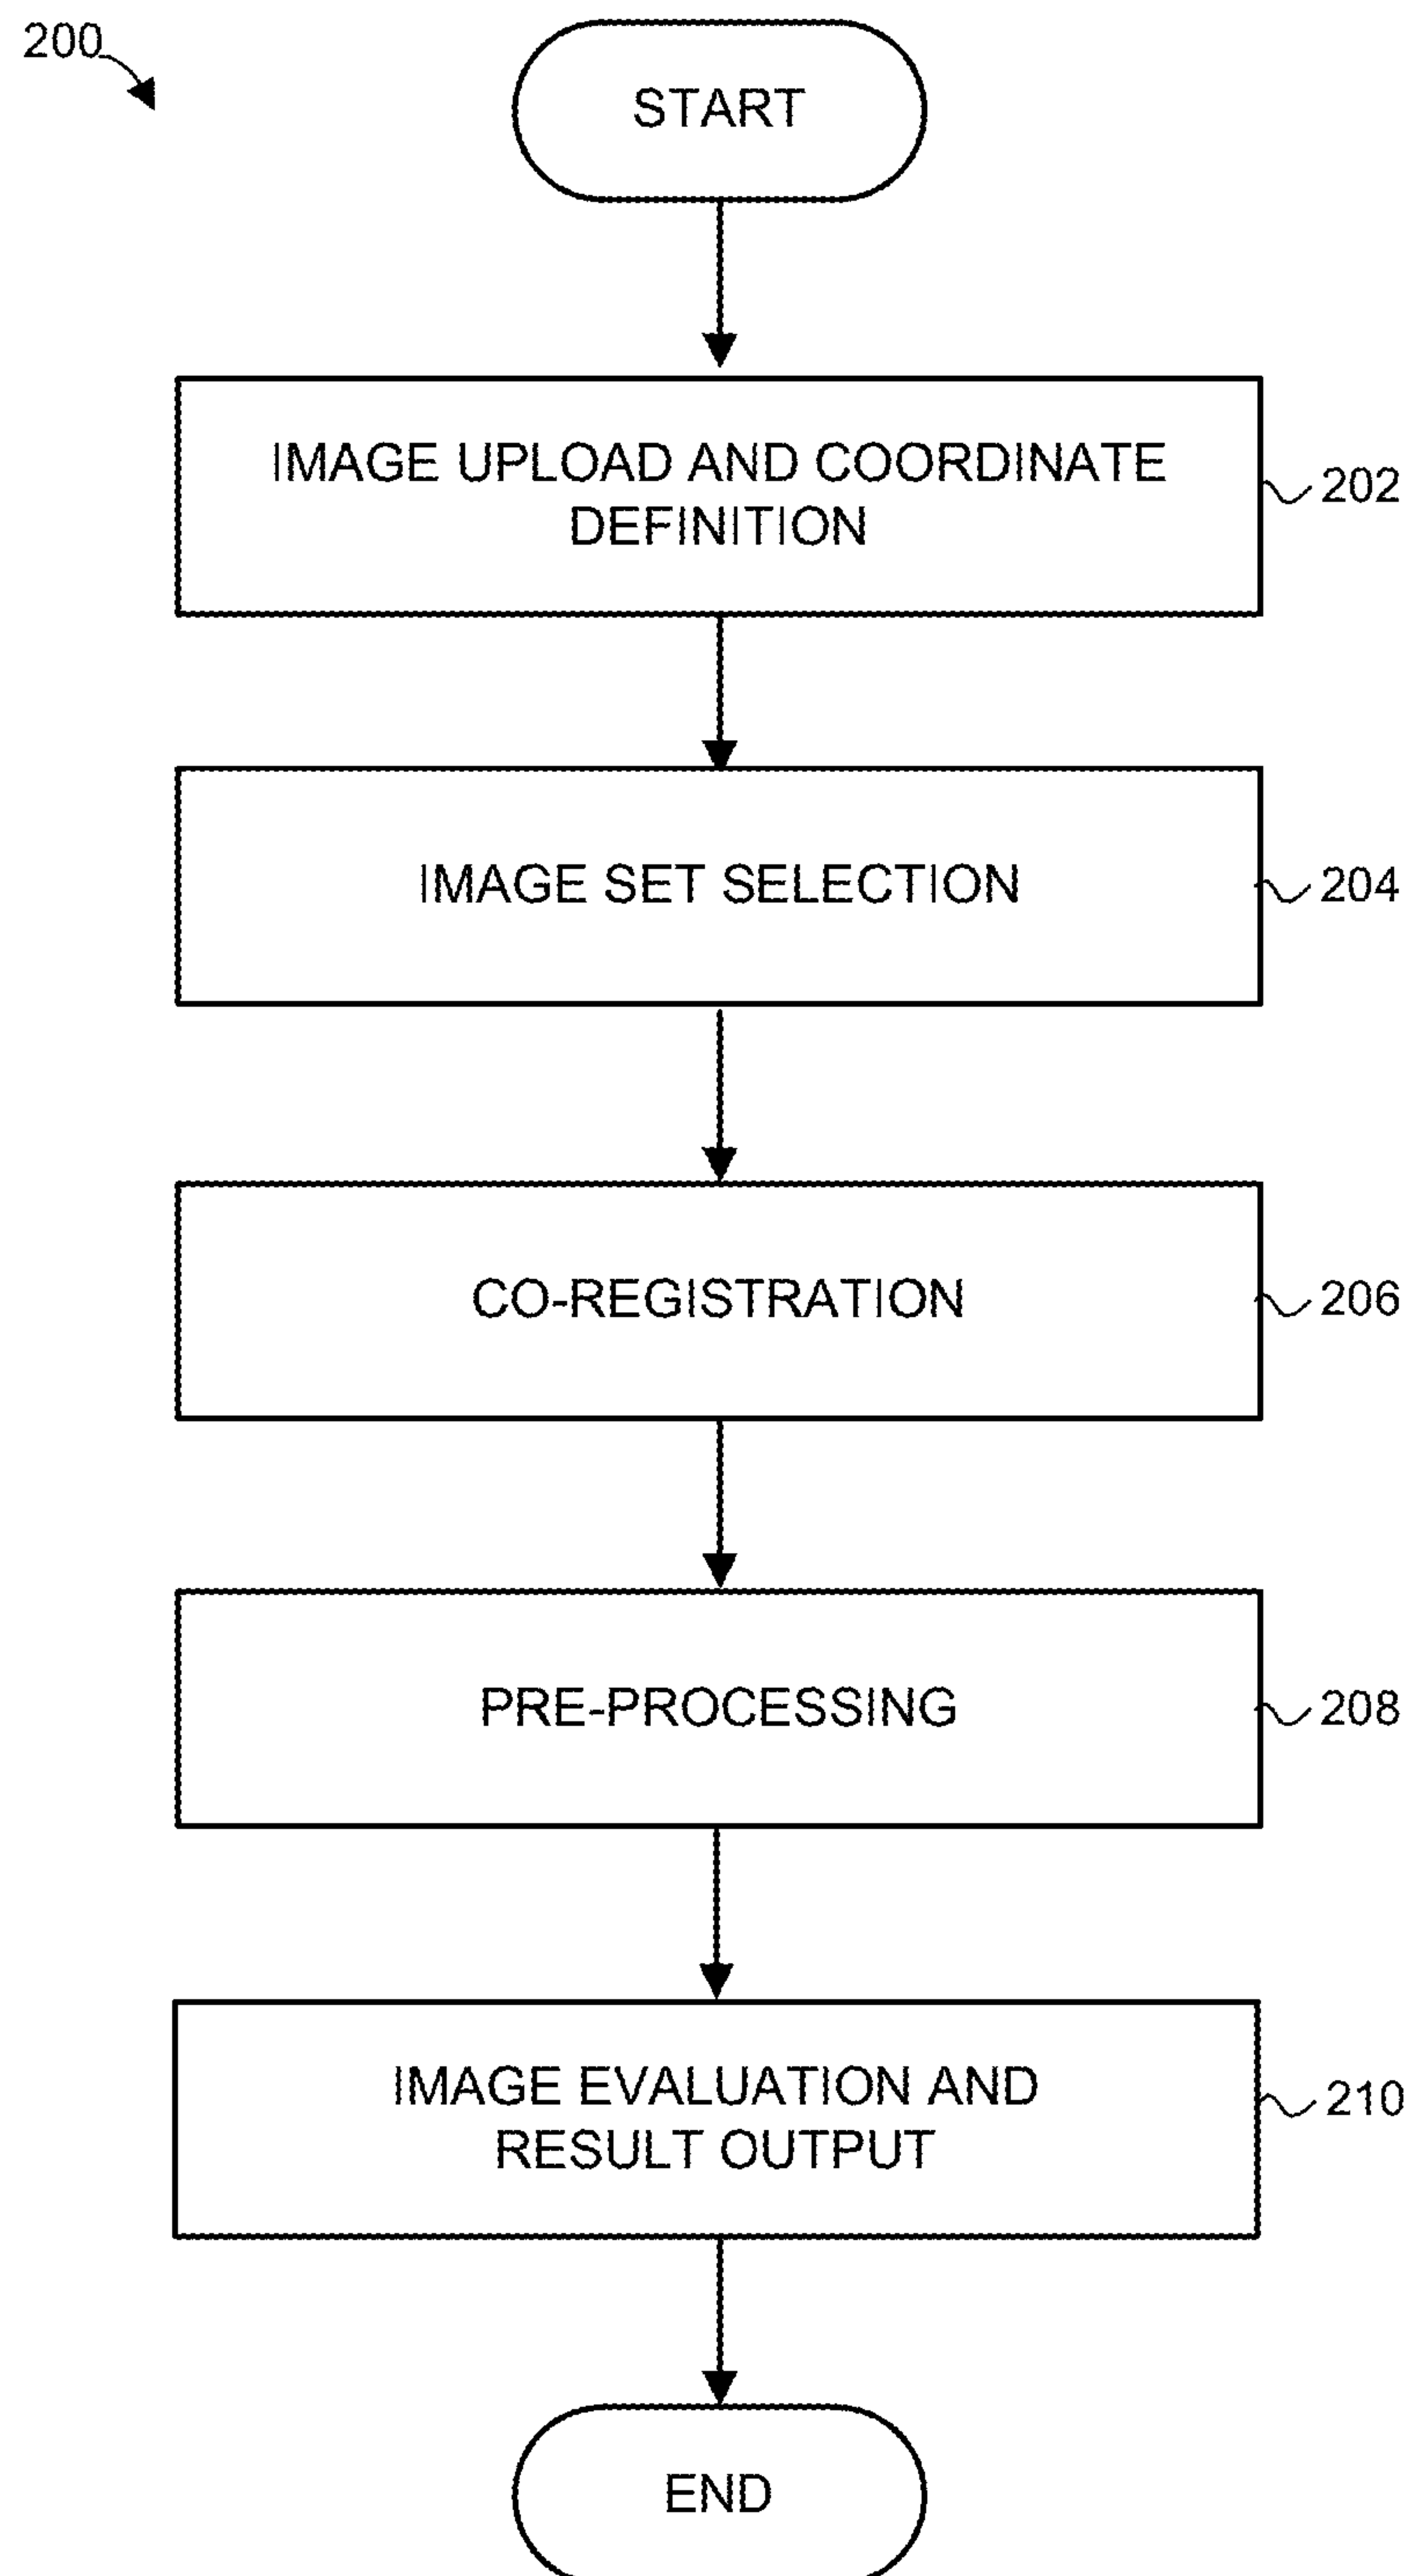 200
START
IMAGE UPLOAD AND COORDINATE
DEFINITION
202
IMAGE SET SELECTION
204
CO-REGISTRATION
206
PRE-PROCESSING
208
IMAGE EVALUATION AND
RESULT OUTPUT
210
END